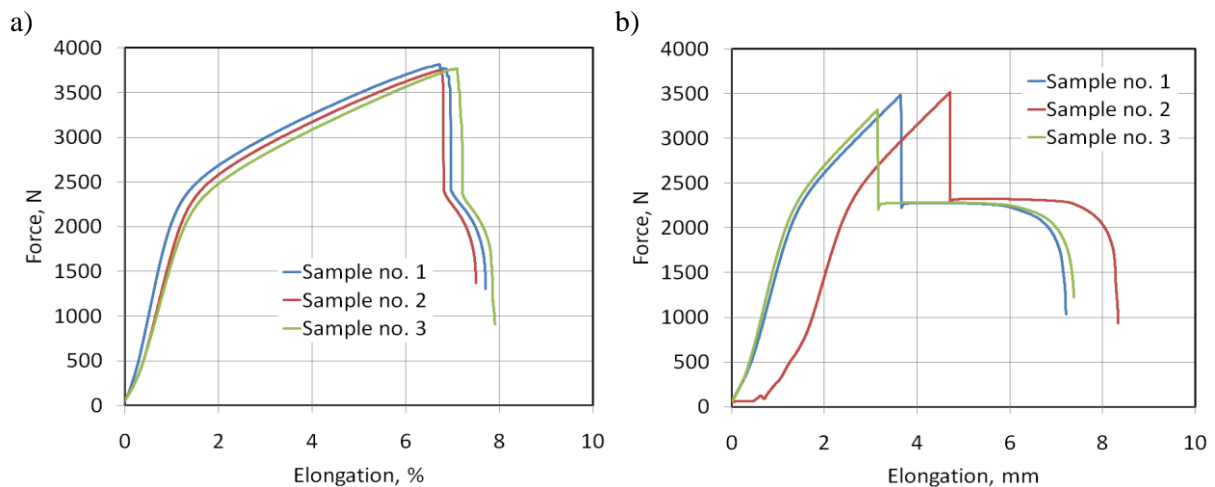 a)
4000
3500
3000
2500
2000
1500
1000
500
0
Force, N
0 2 4 6 8 10
Elongation, %
Sample no. 1
Sample no. 2
Sample no. 3
b)
4000
3500
3000
2500
2000
1500
1000
500
0
Force, N
0 2 4 6 8 10
Elongation, mm
Sample no. 1
Sample no. 2
Sample no. 3